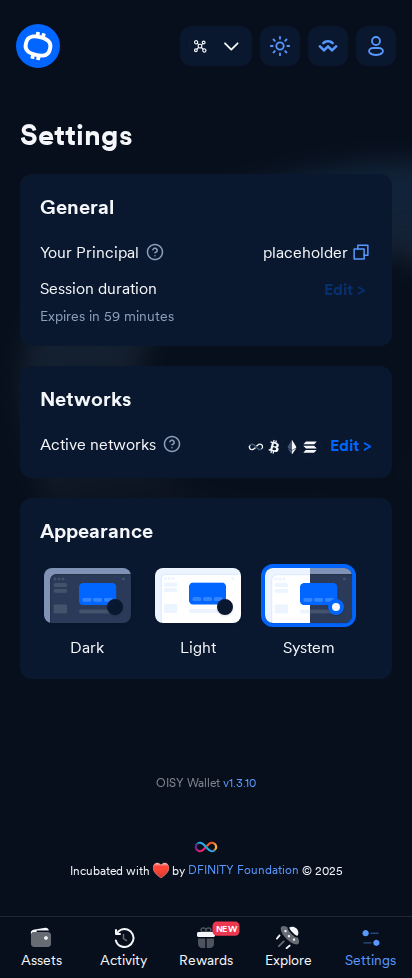 Settings
General
Your Principal placeholder
Session duration Edit >
Expires in 59 minutes
Networks
Active networks Edit >
Appearance
Dark Light System
OISY Wallet v1.3.10
Incubated with ❤️ by DFINITY Foundation © 2025
NEW
Assets Activity Rewards Explore Settings